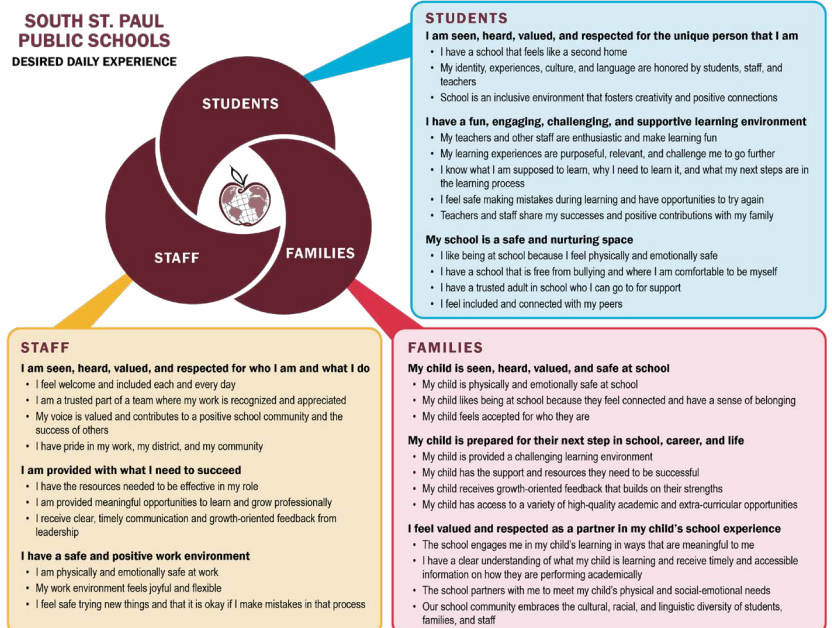 SOUTH ST. PAUL
PUBLIC SCHOOLS
DESIRED DAILY EXPERIENCE
STUDENTS
STAFF
FAMILIES
STUDENTS
I am seen, heard, valued, and respected for the unique person that I am
• I have a school that feels like a second home
• My identity, experiences, culture, and language are honored by students, staff, and
teachers
• School is an inclusive environment that fosters creativity and positive connections
I have a fun, engaging, challenging, and supportive learning environment
• My teachers and other staff are enthusiastic and make learning fun
• My learning experiences are purposeful, relevant, and challenge me to go further
• I know what I am supposed to learn, why I need to learn it, and what my next steps are in
the learning process
• I feel safe making mistakes during learning and have opportunities to try again
• Teachers and staff share my successes and positive contributions with my family
My school is a safe and nurturing space
• I like being at school because I feel physically and emotionally safe
• I have a school that is free from bullying and where I am comfortable to be myself
• I have a trusted adult in school who I can go to for support
• I feel included and connected with my peers
STAFF
I am seen, heard, valued, and respected for who I am and what I do
• I feel welcome and included each and every day
• I am a trusted part of a team where my work is recognized and appreciated
• My voice is valued and contributes to a positive school community and the
success of others
• I have pride in my work, my district, and my community
I am provided with what I need to succeed
• I have the resources needed to be effective in my role
• I am provided meaningful opportunities to learn and grow professionally
• I receive clear, timely communication and growth-oriented feedback from
leadership
I have a safe and positive work environment
• I am physically and emotionally safe at work
• My work environment feels joyful and flexible
• I feel safe trying new things and that it is okay if I make mistakes in that process
FAMILIES
My child is seen, heard, valued, and safe at school
• My child is physically and emotionally safe at school
• My child likes being at school because they feel connected and have a sense of belonging
• My child feels accepted for who they are
My child is prepared for their next step in school, career, and life
• My child is provided a challenging learning environment
• My child has the support and resources they need to be successful
• My child receives growth-oriented feedback that builds on their strengths
• My child has access to a variety of high-quality academic and extra-curricular opportunities
I feel valued and respected as a partner in my child's school experience
• The school engages me in my child's learning in ways that are meaningful to me
• I have a clear understanding of what my child is learning and receive timely and accessible
information on how they are performing academically
• The school partners with me to meet my child's physical and social-emotional needs
• Our school community embraces the cultural, racial, and linguistic diversity of students,
families, and staff